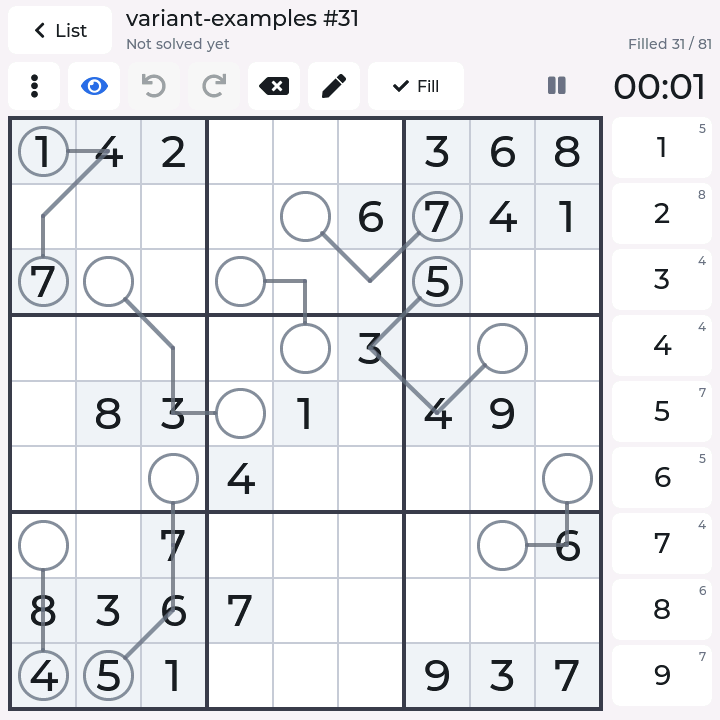 List
variant-examples #31
Not solved yet
Filled 31 / 81
Fill
00:01
1 4 2 3 6 8
6 7 4 1
7 5
3
8 3 1 4 9
4
7 6
8 3 6 7
4 5 1 9 3 7
1 5
2 8
3 4
4 4
5 7
6 5
7 4
8 6
9 7